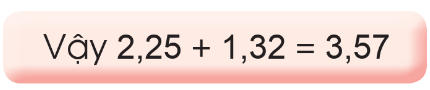 Vậy 2,25 + 1,32 = 3,57